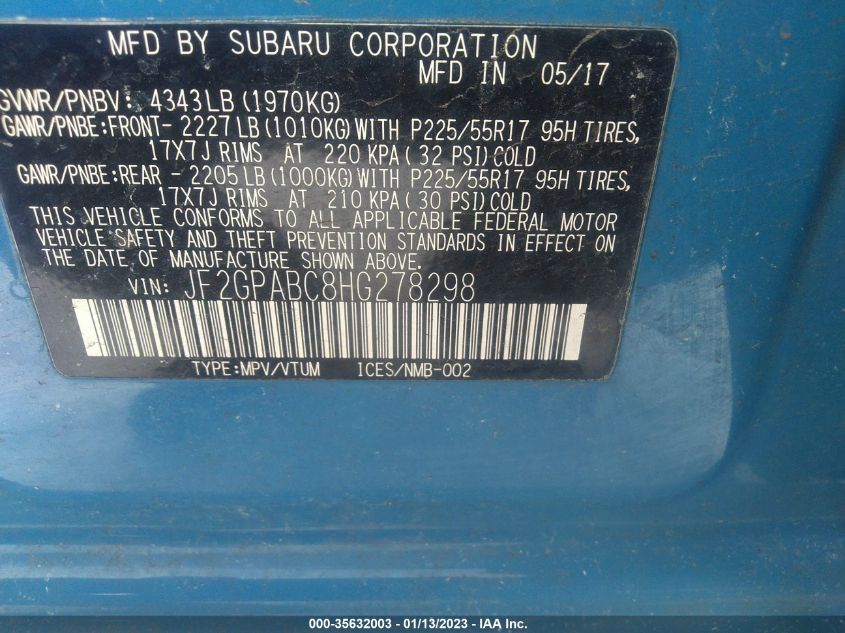 MFD BY SUBARU CORPORATION
MFD IN 05/17
GVWR/PNBV: 4343LB (1970KG)
GAWR/PNBE:FRONT- 2227LB (1010KG) WITH P225/55R17 95H TIRES,
17X7J RIMS AT 220 KPA ( 32 PSI) COLD
GAWR/PNBE:REAR - 2205LB (1000KG) WITH P225/55R17 95H TIRES,
17X7J RIMS AT 210 KPA ( 30 PSI) COLD
THIS VEHICLE CONFORMS TO ALL APPLICABLE FEDERAL MOTOR
VEHICLE SAFETY AND THEFT PREVENTION STANDARDS IN EFFECT ON
THE DATE OF MANUFACTURE SHOWN ABOVE.
VIN: JF2GPABC8HG278298
TYPE:MPV/VTUM ICES/NMB-002
000-35632003 - 01/13/2023 - IAAI Inc.